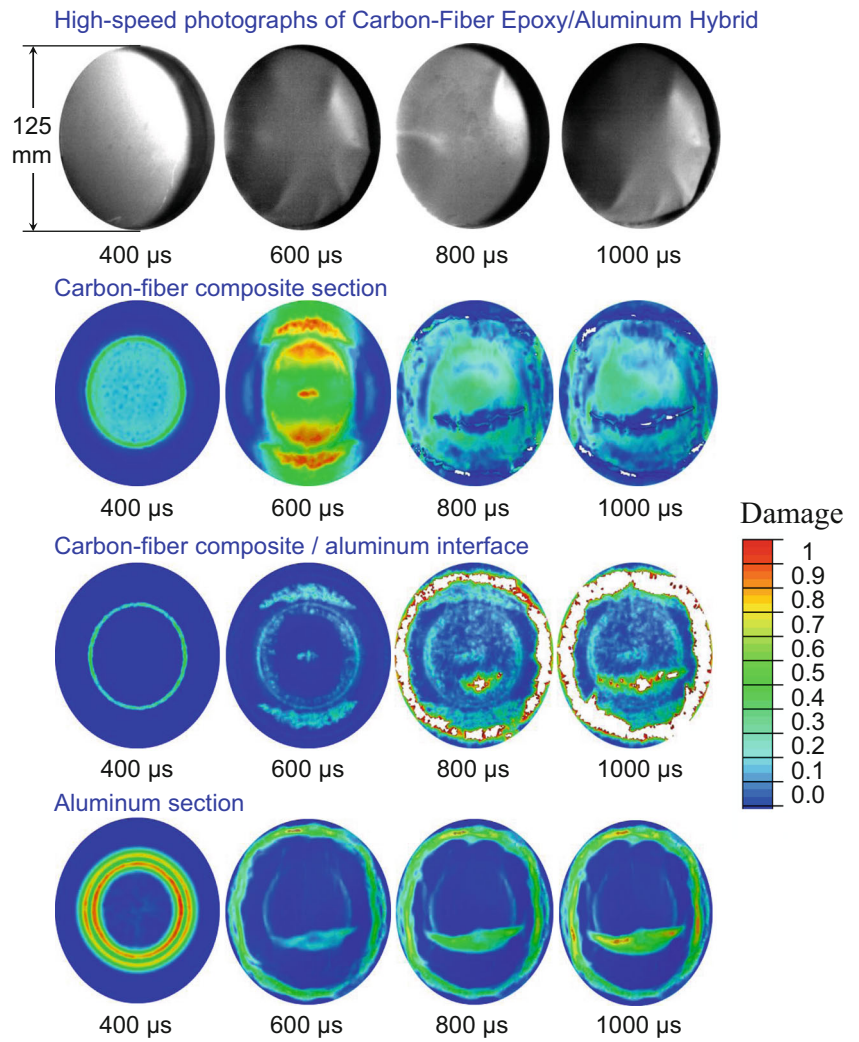 High-speed photographs of Carbon-Fiber Epoxy/Aluminum Hybrid
125
mm
400 µs 600 µs 800 µs 1000 µs
Carbon-fiber composite section
400 µs 600 µs 800 µs 1000 µs
Carbon-fiber composite / aluminum interface
400 µs 600 µs 800 µs 1000 µs
Aluminum section
400 µs 600 µs 800 µs 1000 µs
Damage
1
0.9
0.8
0.7
0.6
0.5
0.4
0.3
0.2
0.1
0.0